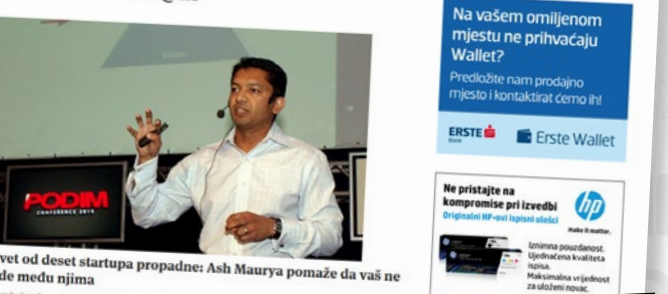 PODIM
CONFERENCE 2014
vet od deset startupa propadne: Ash Maurya pomaže da vaš ne
de među njima
Na vašem omiljenom
mjestu ne prihvaćaju
Wallet?
Predložite nam prodajno
mjesto i kontaktirat ćemo ih!
ERSTE
Bank
Erste Wallet
Ne pristajte na
kompromise pri izvedbi
Originalni HP-ovi ispisni ulošci
hp
Make it matter.
Iznimna pouzdanost.
Ujednačena kvaliteta
ispisa.
Maksimalna vrijednost
za uloženi novac.